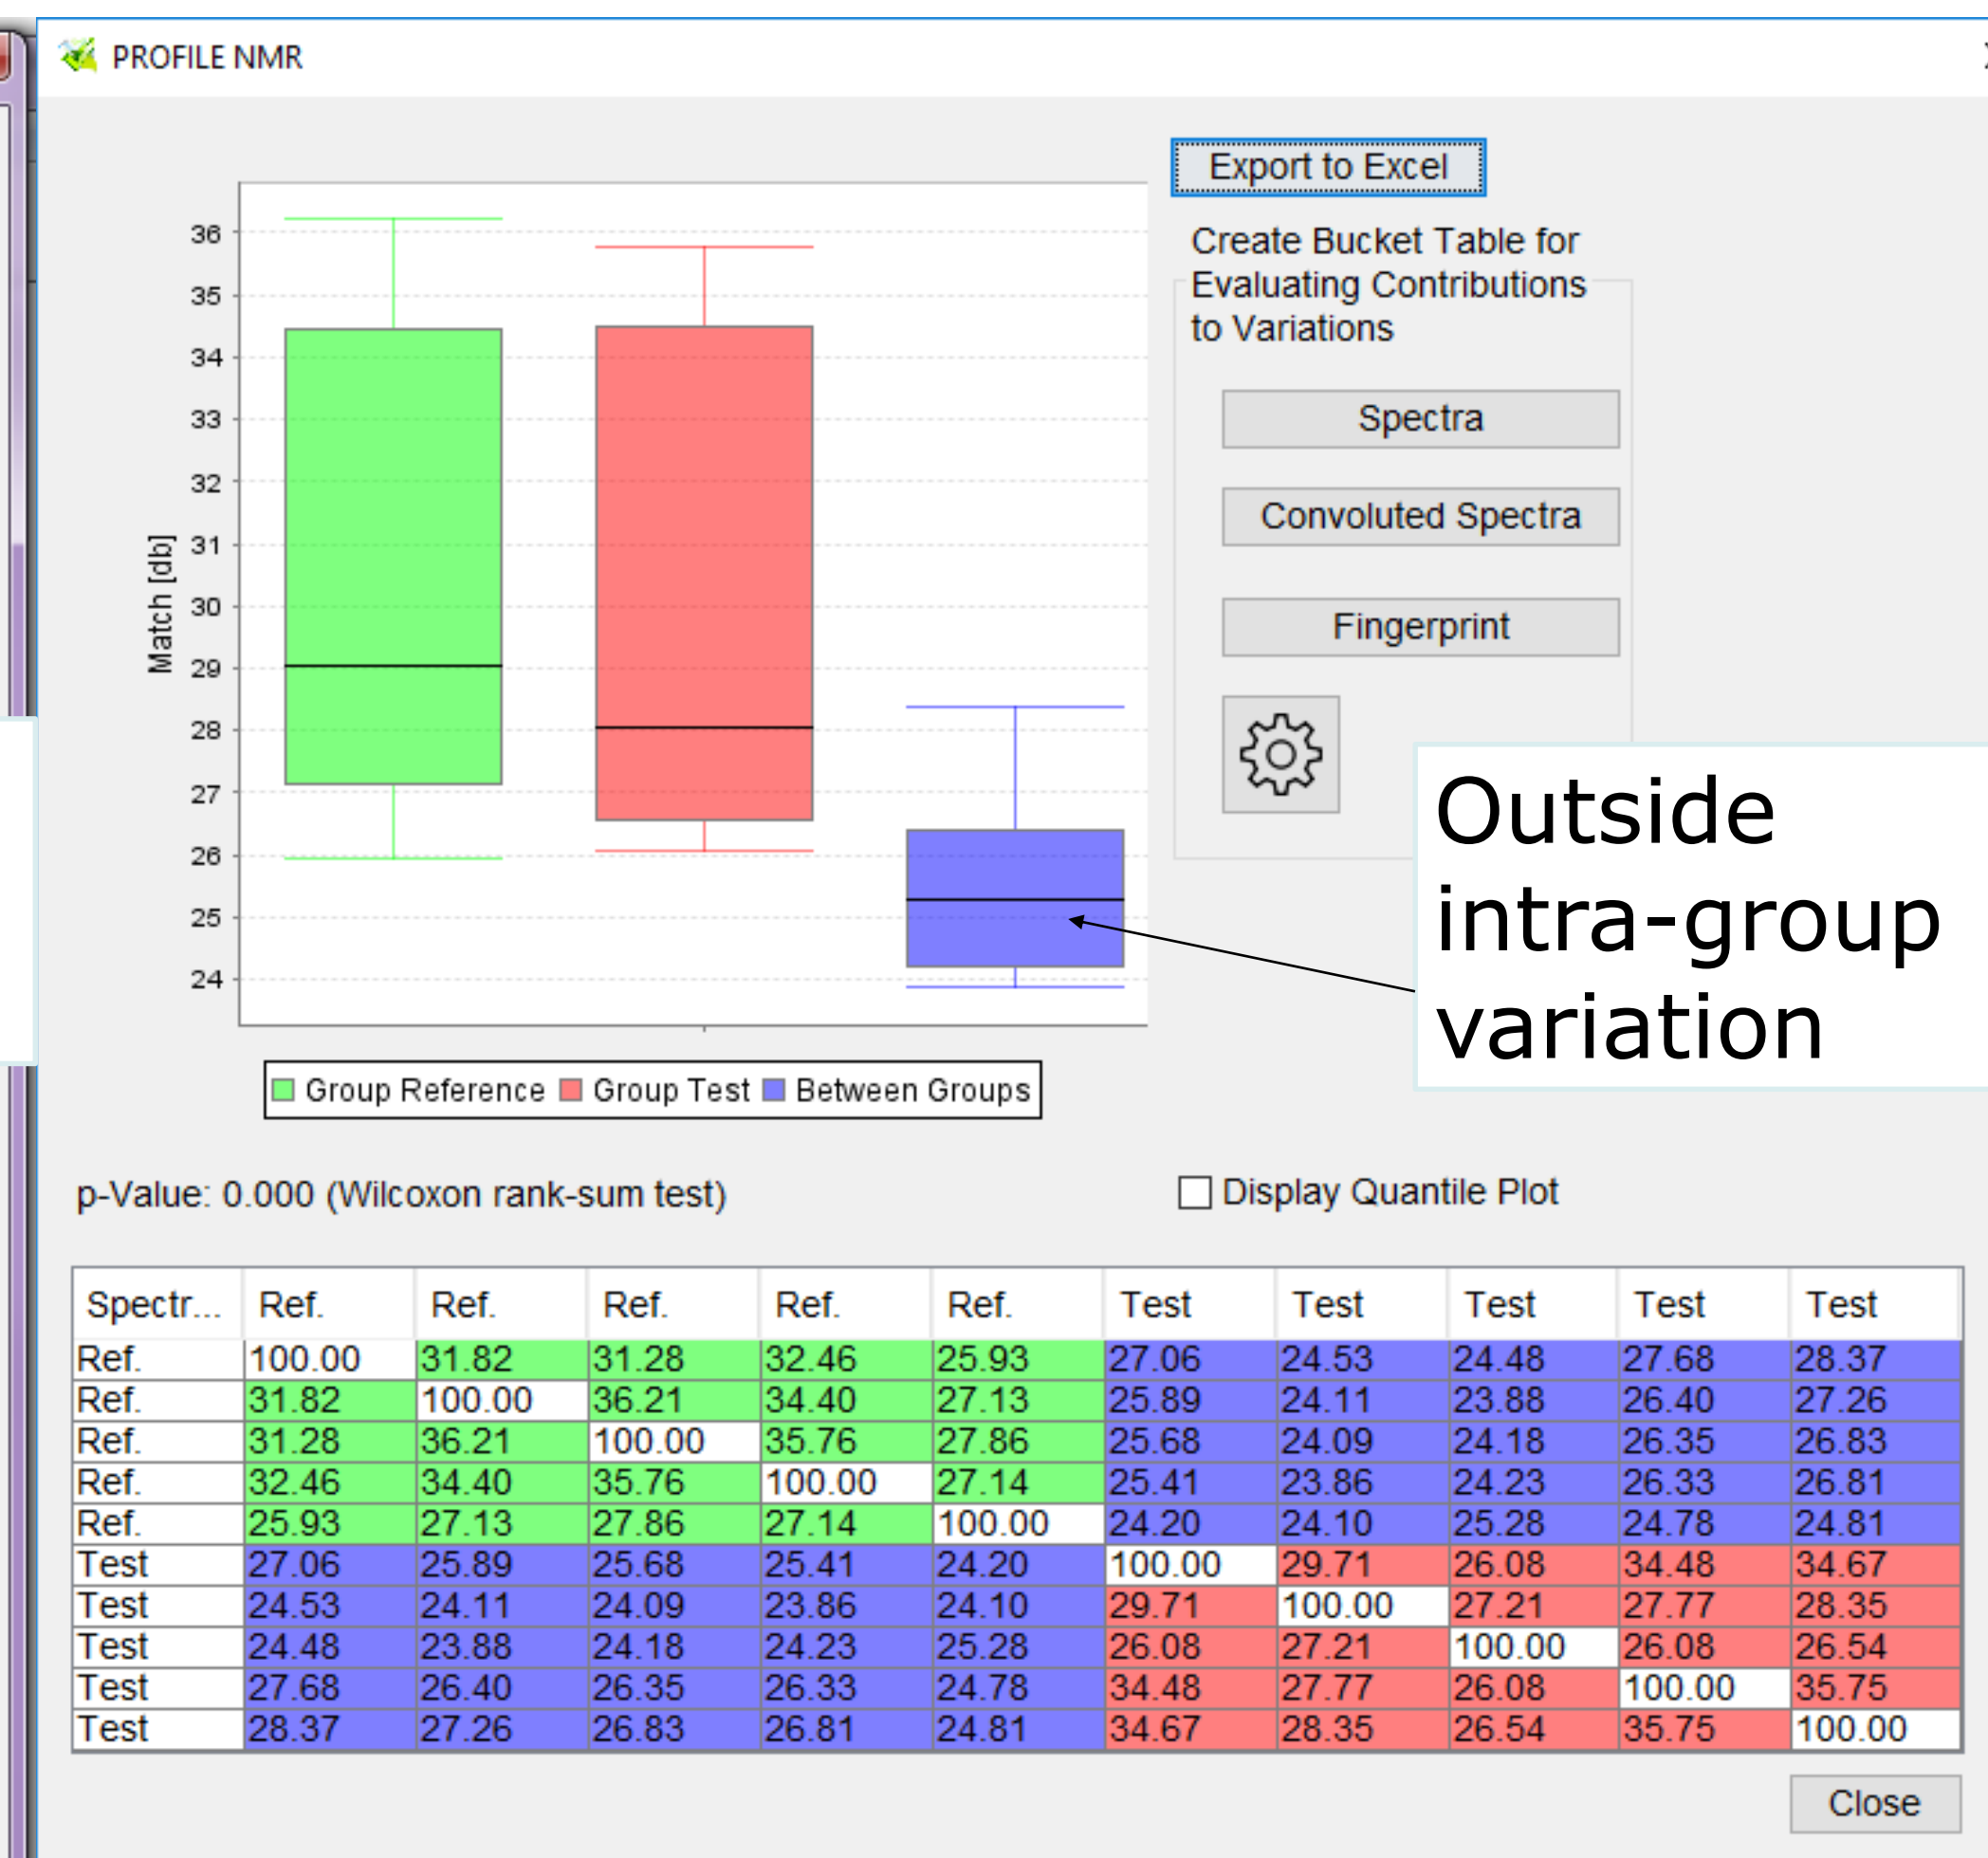 PROFILE NMR
Export to Excel
Create Bucket Table for
Evaluating Contributions
to Variations
Spectra
Convoluted Spectra
Fingerprint
Match [db]
36
35
34
33
32
31
30
29
28
27
26
25
24
Outside
intra-group
variation
Group Reference Group Test Between Groups
p-Value: 0.000 (Wilcoxon rank-sum test)
Display Quantile Plot
Spectr... Ref. Ref. Ref. Ref. Ref. Test Test Test Test Test
Ref. 100.00 31.82 31.28 32.46 25.93 27.06 24.53 24.48 27.68 28.37
Ref. 31.82 100.00 36.21 34.40 27.13 25.89 24.11 23.88 26.40 27.26
Ref. 31.28 36.21 100.00 35.76 27.86 25.68 24.09 24.18 26.35 26.83
Ref. 32.46 34.40 35.76 100.00 27.14 25.41 23.86 24.23 26.33 26.81
Ref. 25.93 27.13 27.86 27.14 100.00 24.20 24.10 25.28 24.78 24.81
Test 27.06 25.89 25.68 25.41 24.20 100.00 29.71 26.08 34.48 34.67
Test 24.53 24.11 24.09 23.86 24.10 29.71 100.00 27.21 27.77 28.35
Test 24.48 23.88 24.18 24.23 25.28 26.08 27.21 100.00 26.08 26.54
Test 27.68 26.40 26.35 26.33 24.78 34.48 27.77 26.08 100.00 35.75
Test 28.37 27.26 26.83 26.81 24.81 34.67 28.35 26.54 35.75 100.00
Close